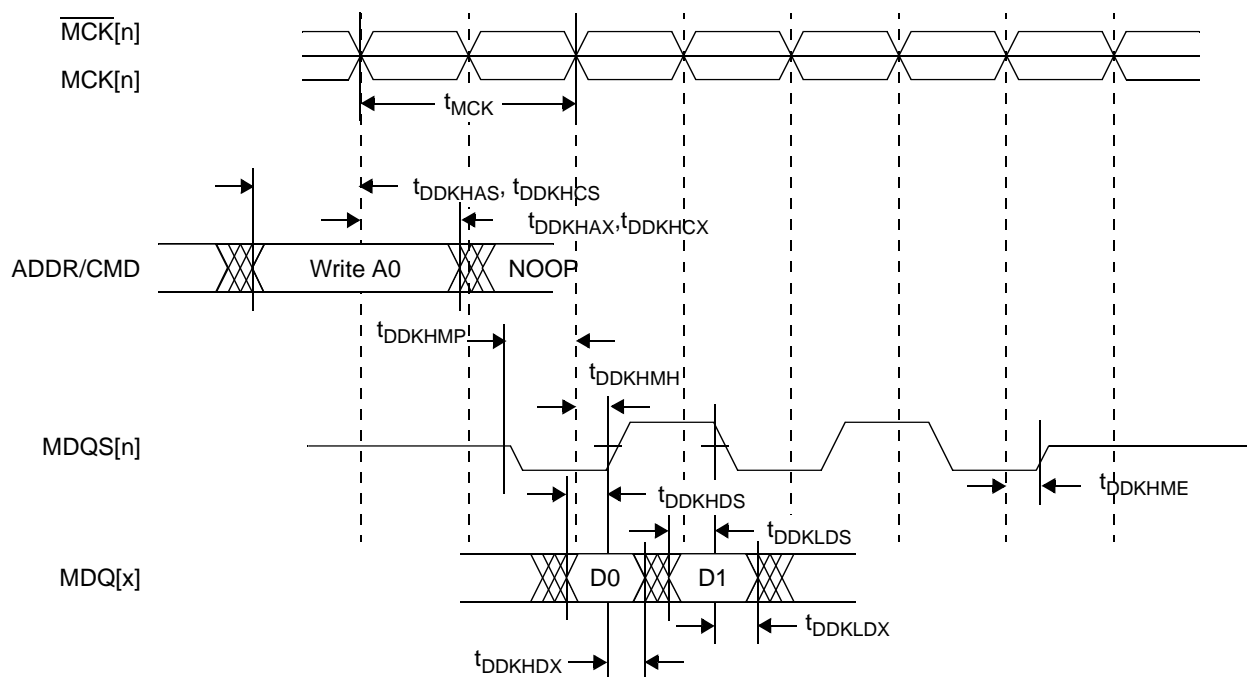 MCK[n]
MCK[n]
tMCK
tDDKHAS, tDDKHCS
tDDKHAX,tDDKHCX
ADDR/CMD
Write A0
NOOP
tDDKHMP
tDDKHMH
MDQS[n]
tDDKHME
tDDKHDS
tDDKLDS
MDQ[x]
D0
D1
tDDKLDX
tDDKHDX